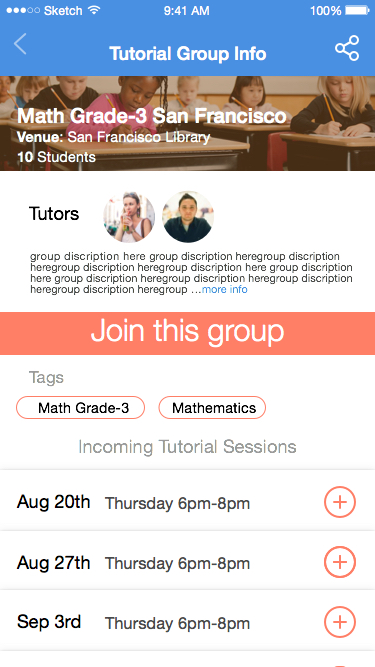 Sketch 9:41 AM 100%
Tutorial Group Info
Math Grade-3 San Francisco
Venue: San Francisco Library
10 Students
Tutors
group discription here group discription heregroup discription
heregroup discription heregroup discription here group discription
here group discription heregroup discription heregroup discription
heregroup discription heregroup ...more info
Join this group
Tags
Math Grade-3 Mathematics
Incoming Tutorial Sessions
Aug 20th Thursday 6pm-8pm
Aug 27th Thursday 6pm-8pm
Sep 3rd Thursday 6pm-8pm